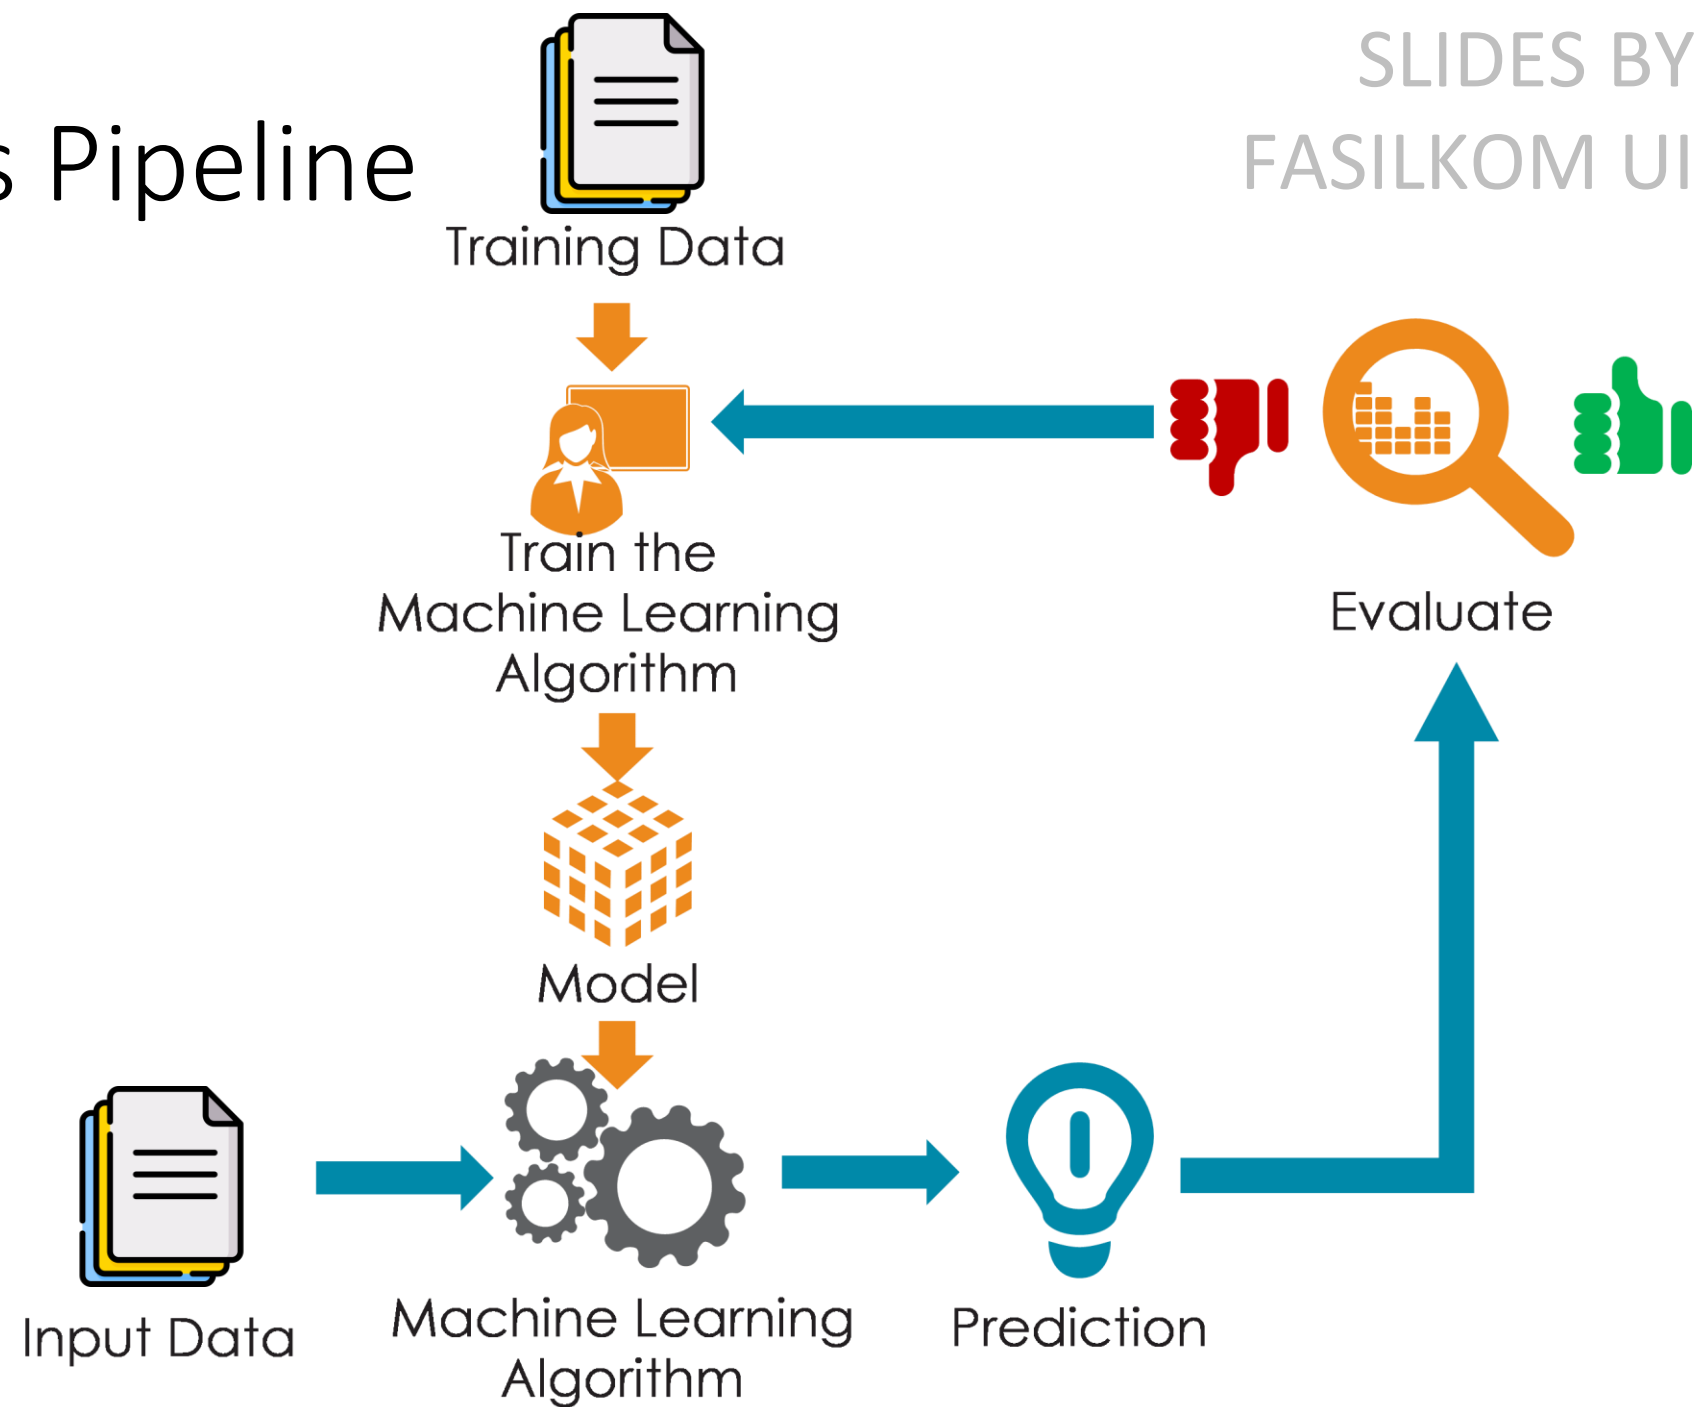 s Pipeline
SLIDES BY
FASILKOM UI
Training Data
Train the
Machine Learning
Algorithm
Evaluate
Model
Input Data
Machine Learning
Algorithm
Prediction